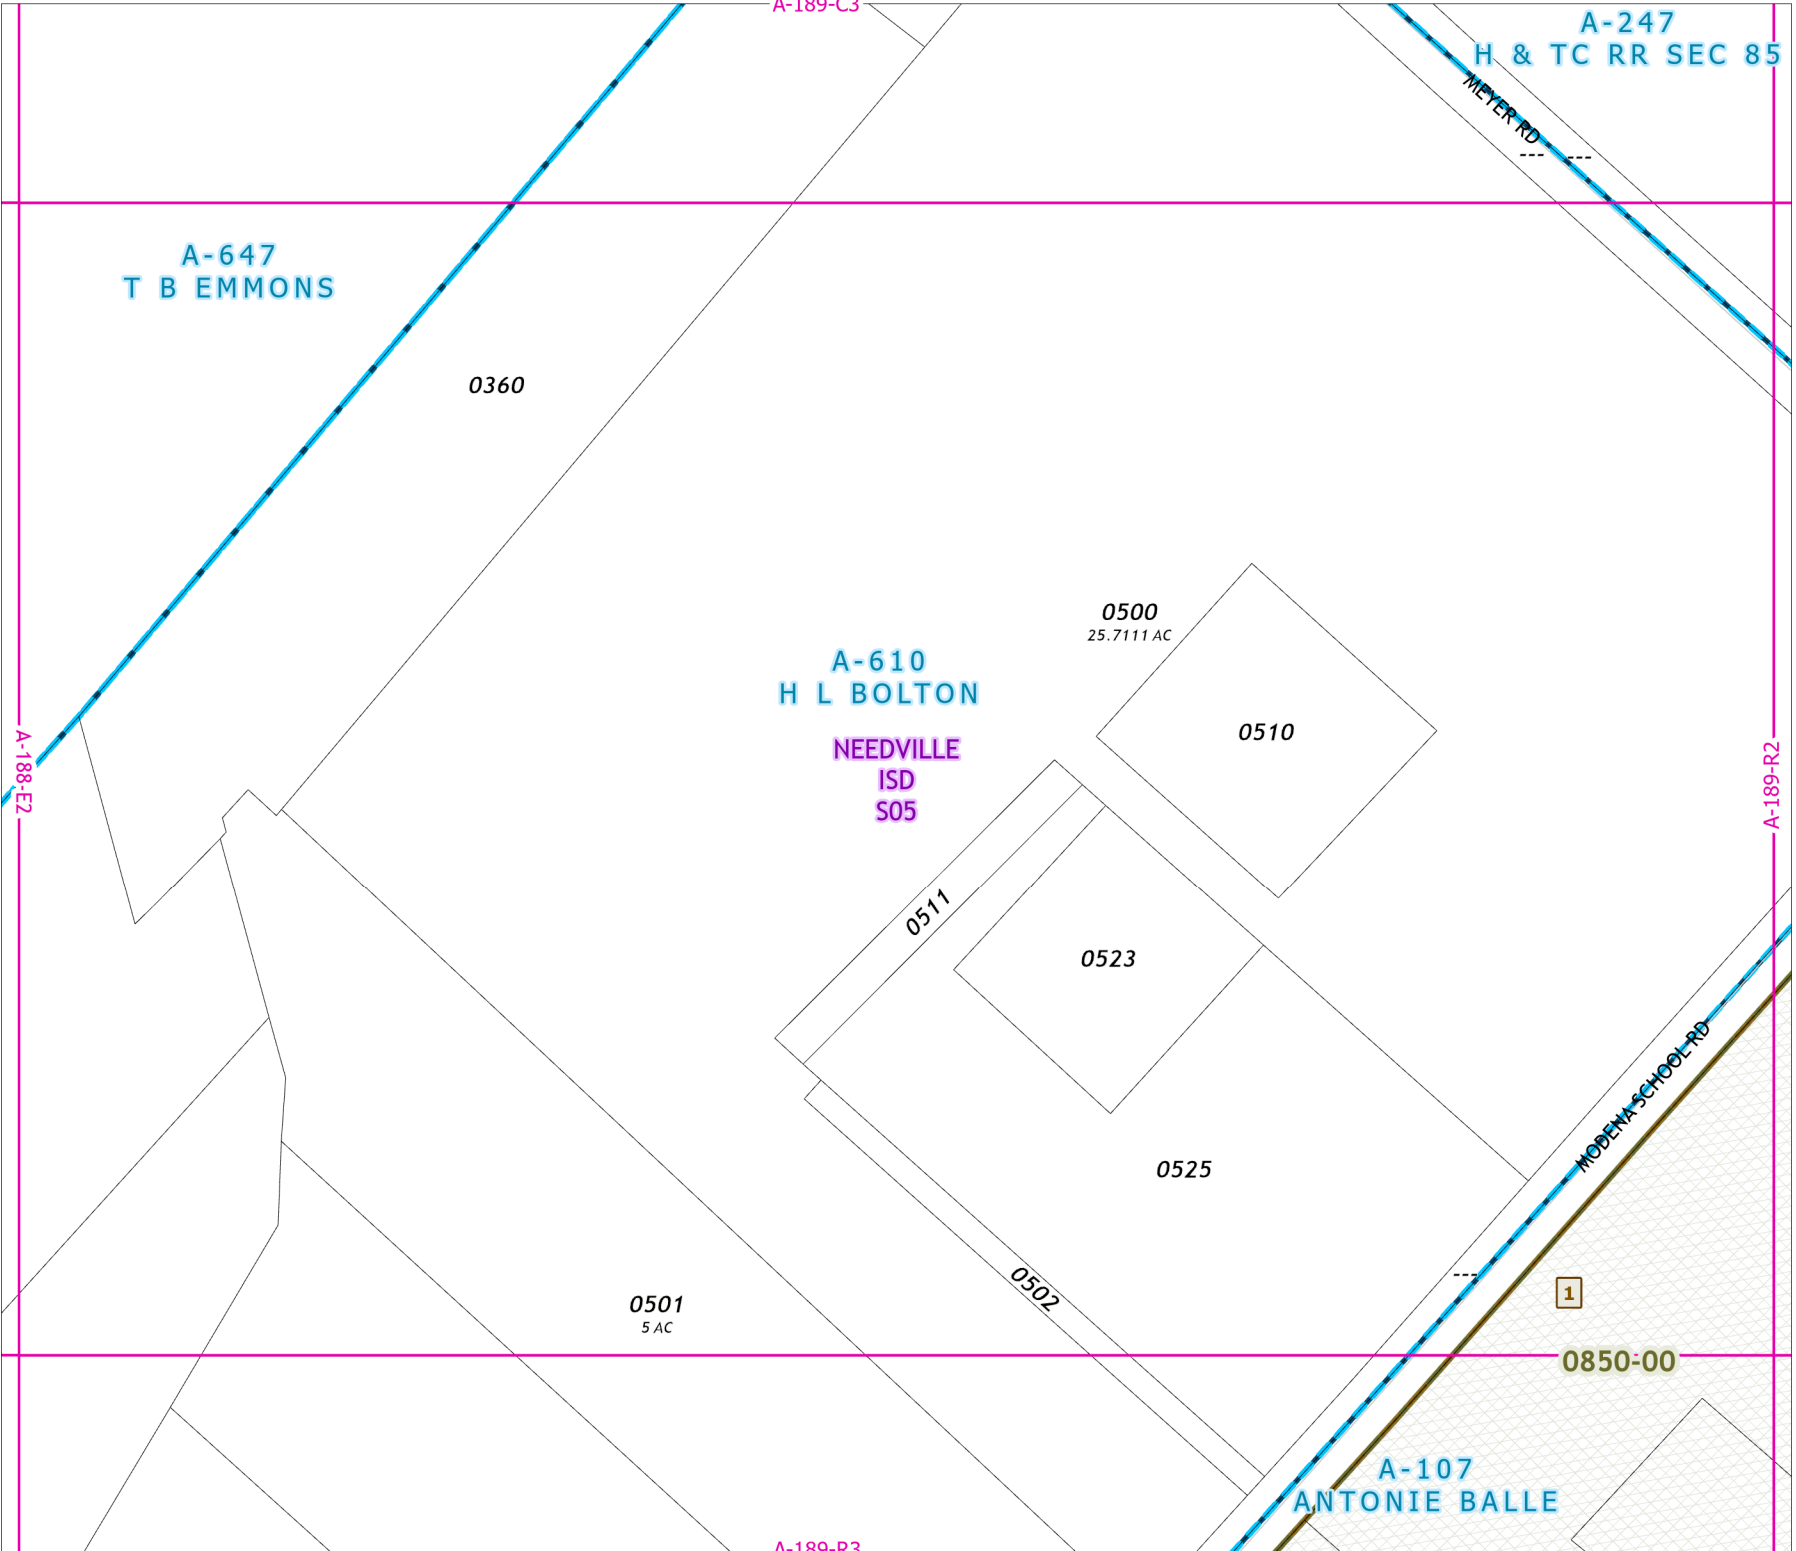 A-189-C3
A-247
H & TC RR SEC 85
MEYER RD
A-647
T B EMMONS
0360
0500
25.7111 AC
A-610
H L BOLTON
0510
NEEDVILLE
ISD
S05
A-188-E2
A-189-R2
0511
0523
MODENA SCHOOL RD
0525
0502
0501
5 AC
1
0850-00
A-107
ANTONIE BALLE
A-189-R3